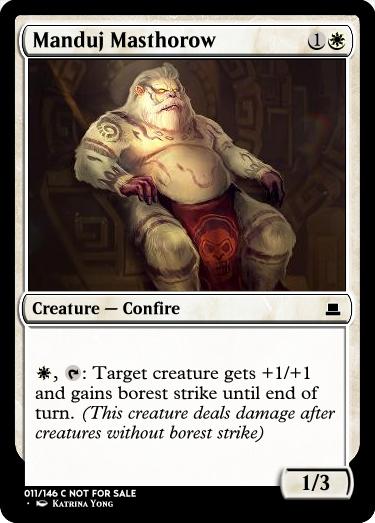 Manduj Masthorow 1
Creature — Confire
, : Target creature gets +1/+1
and gains borest strike until end of
turn. (This creature deals damage after
creatures without borest strike)
1/3
011/146 C NOT FOR SALE
· Katrina Yong